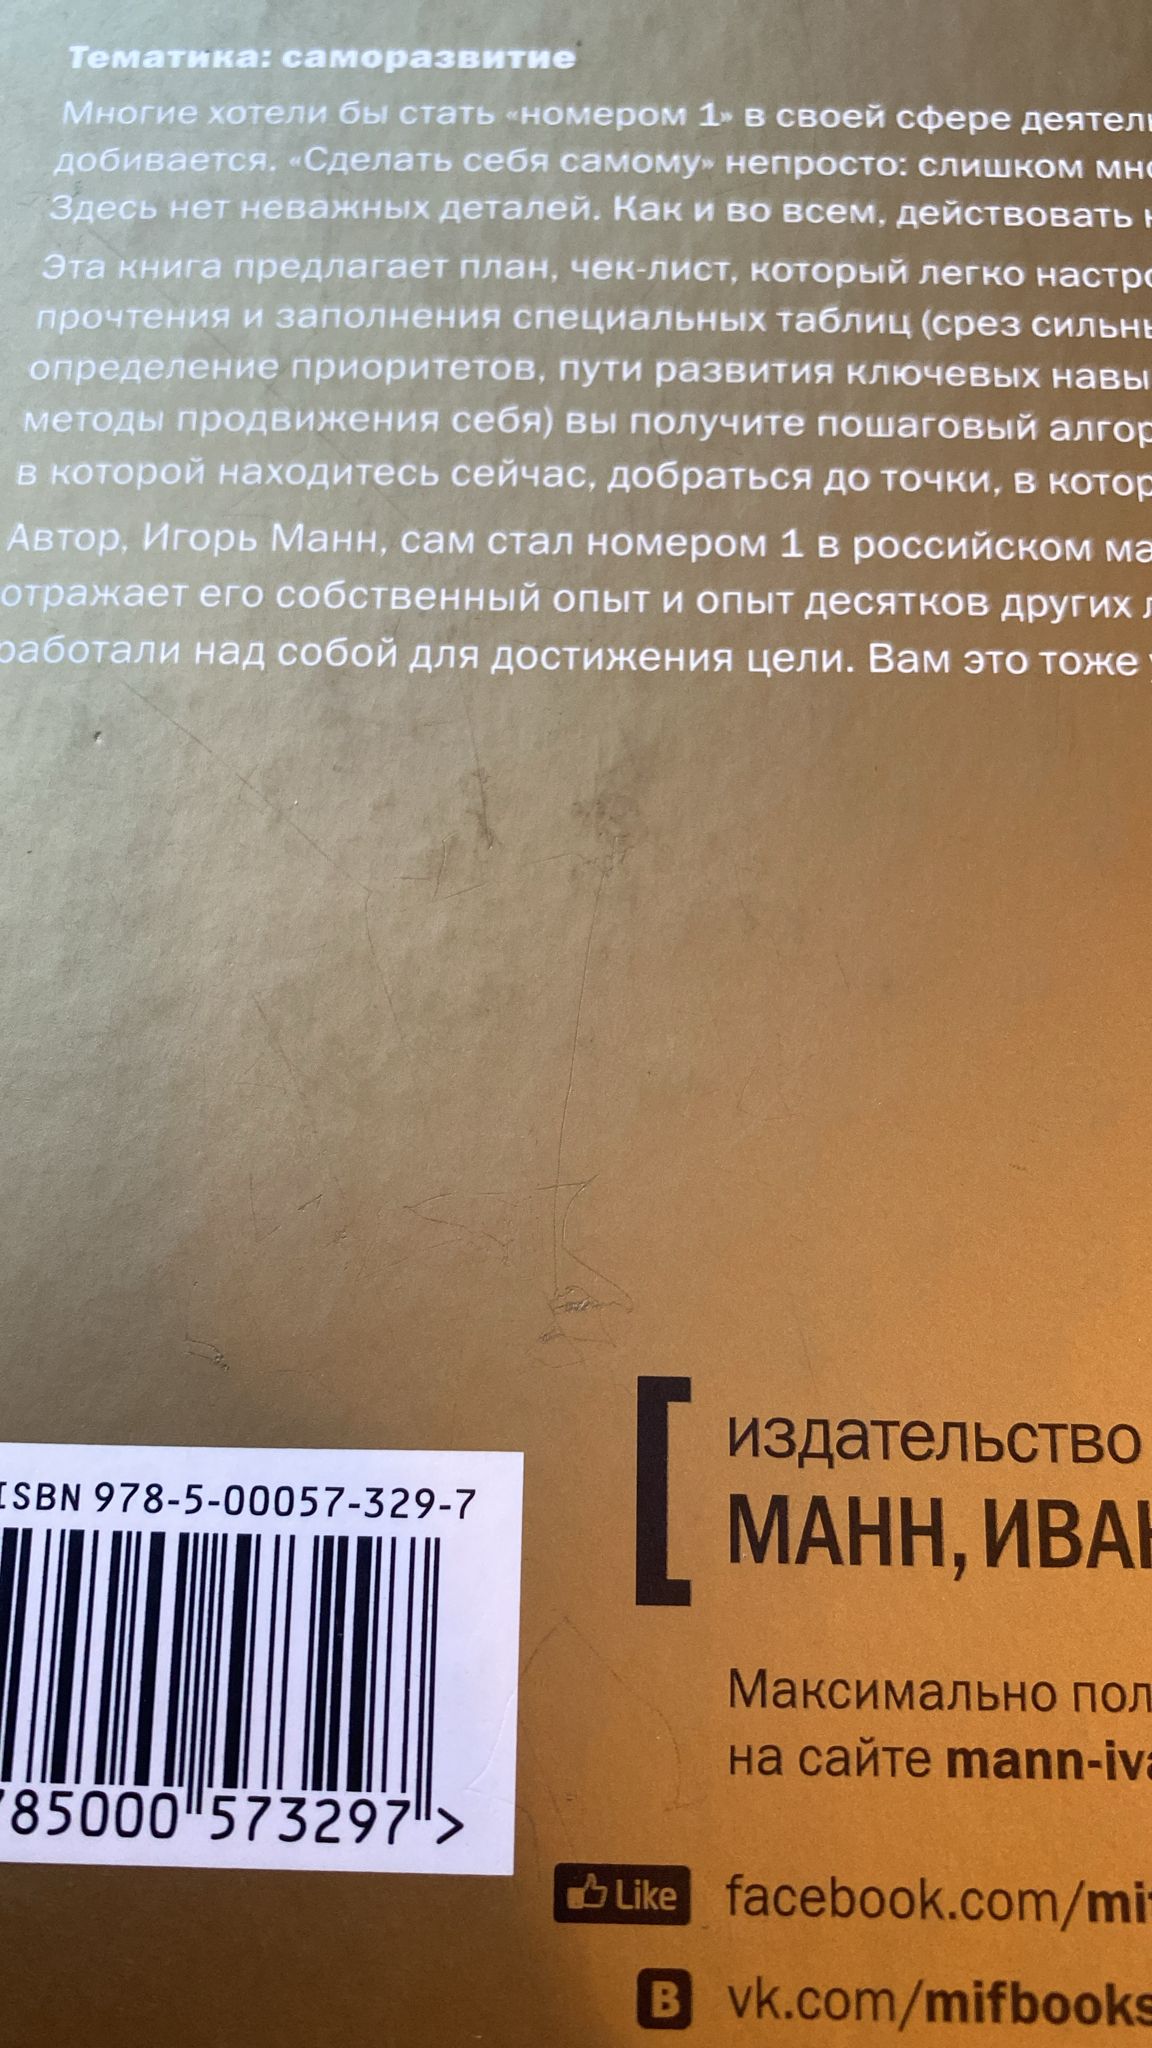 Тематика: саморазвитие
Многие хотели бы стать «номером 1» в своей сфере
добивается. «Сделать себя самому» непросто: слишком
Здесь нет неважных деталей. Как и во всем, действовать
Эта книга предлагает план, чек-лист, который легко
прочтения и заполнения специальных таблиц (срез
определение приоритетов, пути развития ключевых
методы продвижения себя) вы получите пошаговый
в которой находитесь сейчас, добраться до точки, в
Автор, Игорь Манн, сам стал номером 1 в российском
отражает его собственный опыт и опыт десятков других
работали над собой для достижения цели. Вам это тоже
издательство
МАНН,
ISBN 978-5-00057-329-7
785000 573297 >
Максимально
на сайте
Like facebook.com/
B vk.com/mifbooks